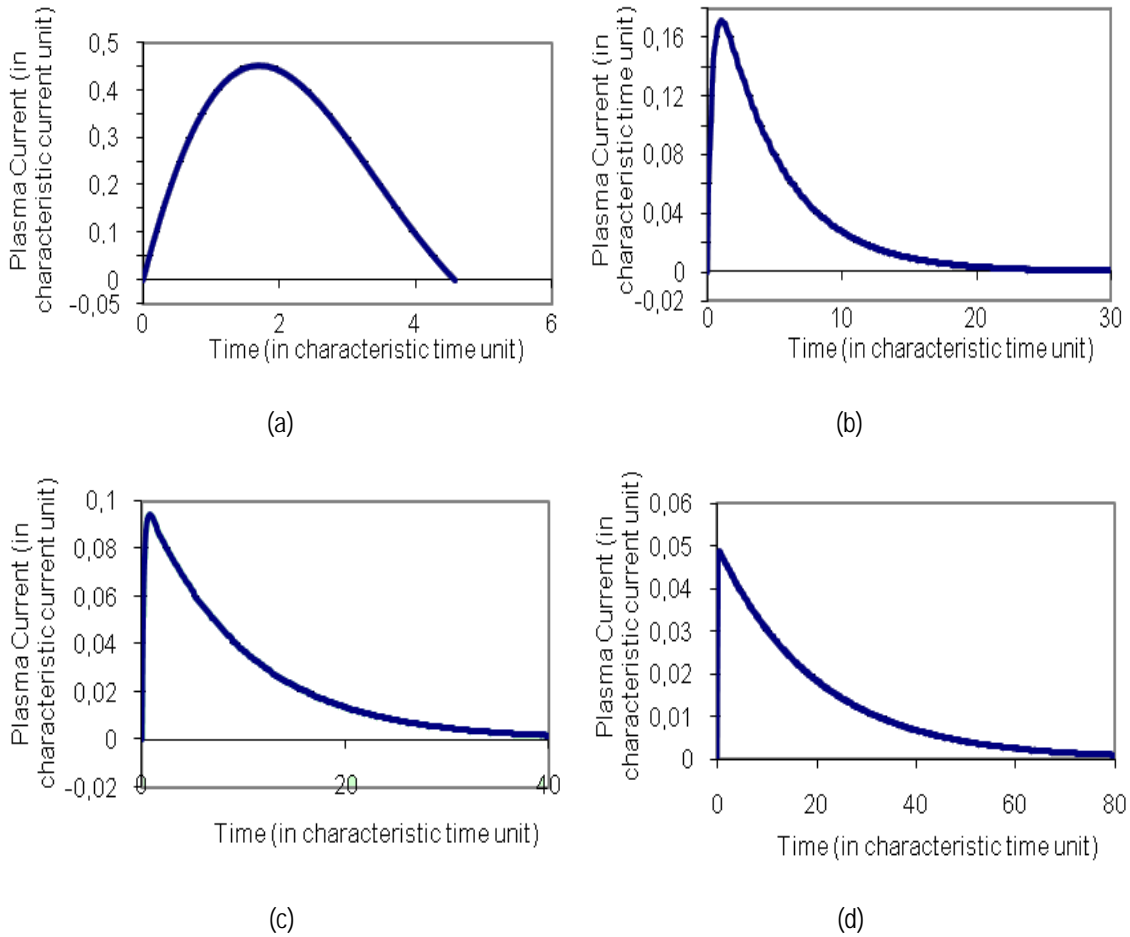 Plasma Current (in
characteristic current unit)
0,5
0,4
0,3
0,2
0,1
0
-0,05
0
2
4
6
Time (in characteristic time unit)
(a)
Plasma Current (in
characteristic time unit)
0,16
0,12
0,08
0,04
0
-0,02
0
10
20
30
Time (in characteristic time unit)
(b)
Plasma Current (in
characteristic current unit)
0,1
0,08
0,06
0,04
0,02
0
-0,02
0
20
40
Time (in characteristic time unit)
(c)
Plasma Current (in
characteristic current unit)
0,06
0,05
0,04
0,03
0,02
0,01
0
0
20
40
60
80
Time (in characteristic time unit)
(d)